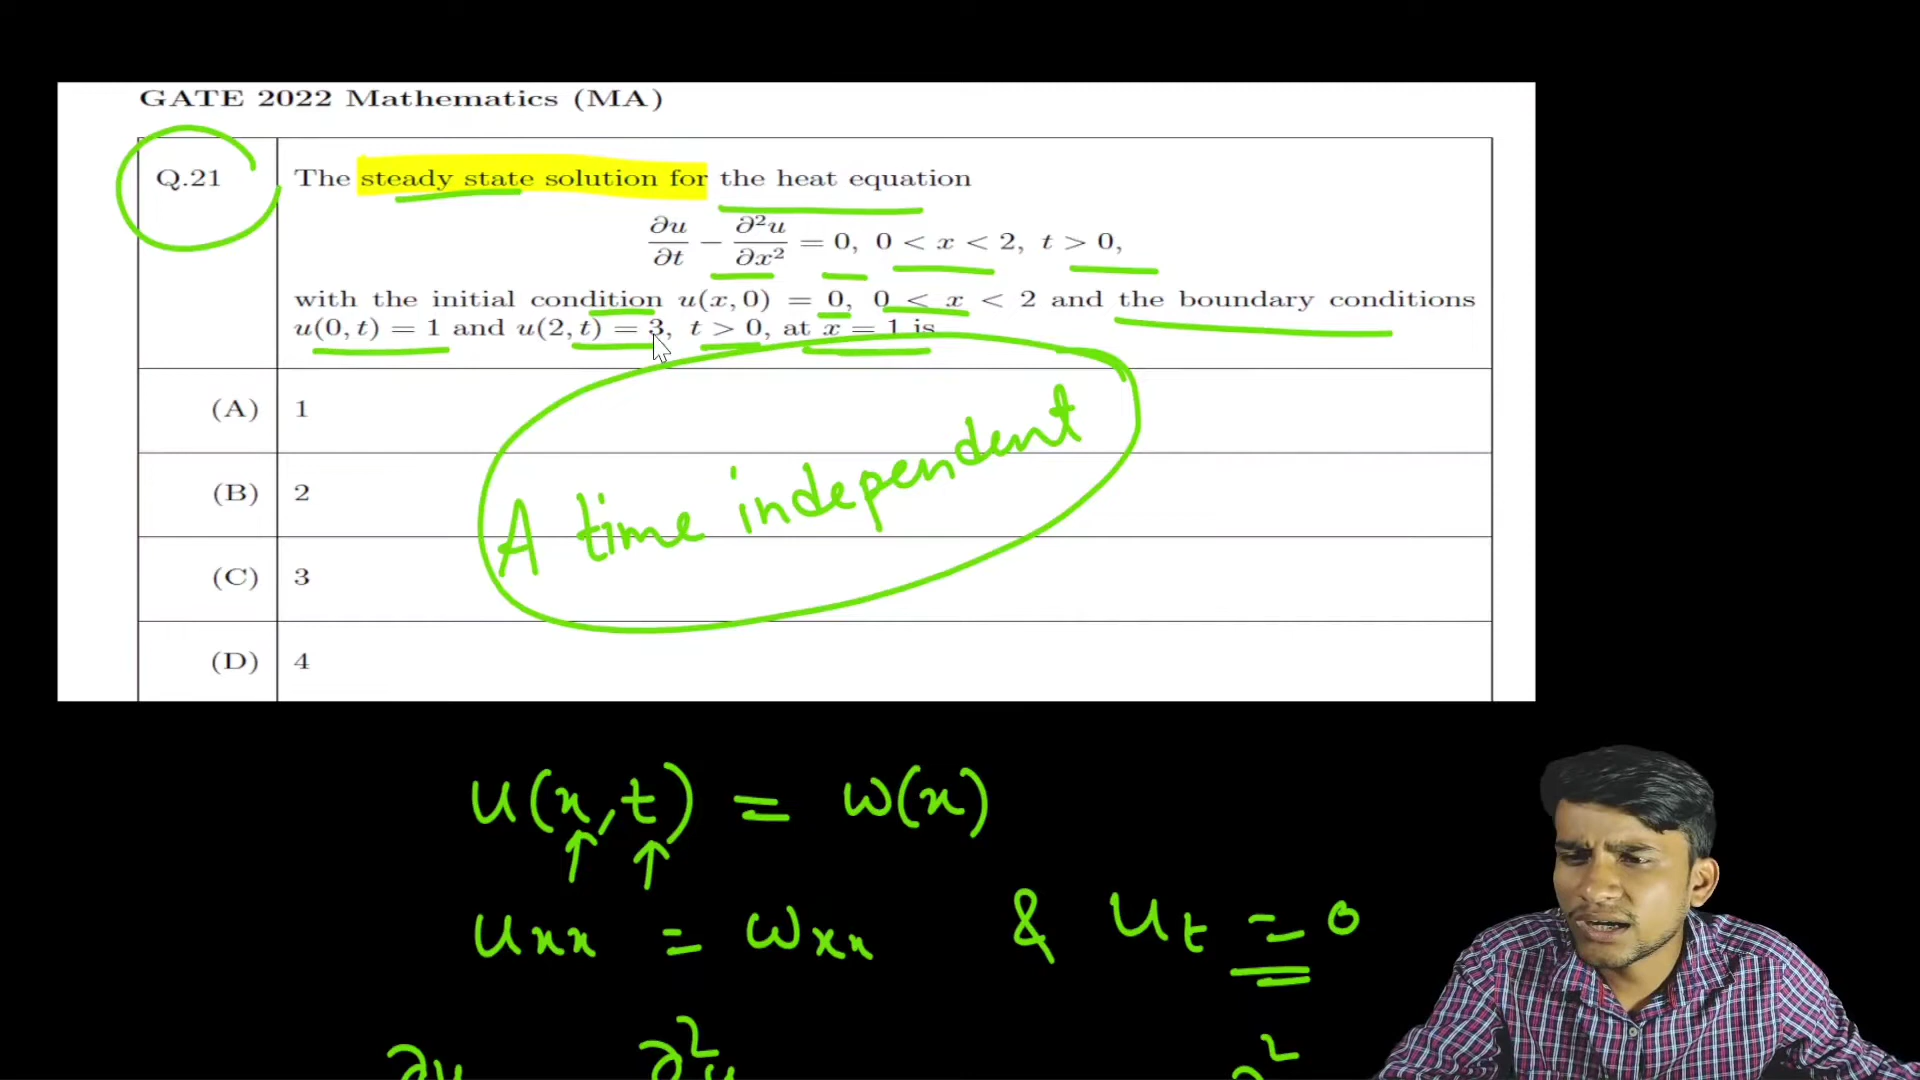 GATE 2022 Mathematics (MA)
Q.21 The steady state solution for the heat equation
∂u/∂t − ∂²u/∂x² = 0, 0 < x < 2, t > 0,
with the initial condition u(x, 0) = 0, 0 < x < 2 and the boundary conditions
u(0, t) = 1 and u(2, t) = 3, t > 0, at x = 1 is
(A) 1
(B) 2
(C) 3
(D) 4
A time independent
u(x,t) = w(x)
uxx = wxx & ut = 0